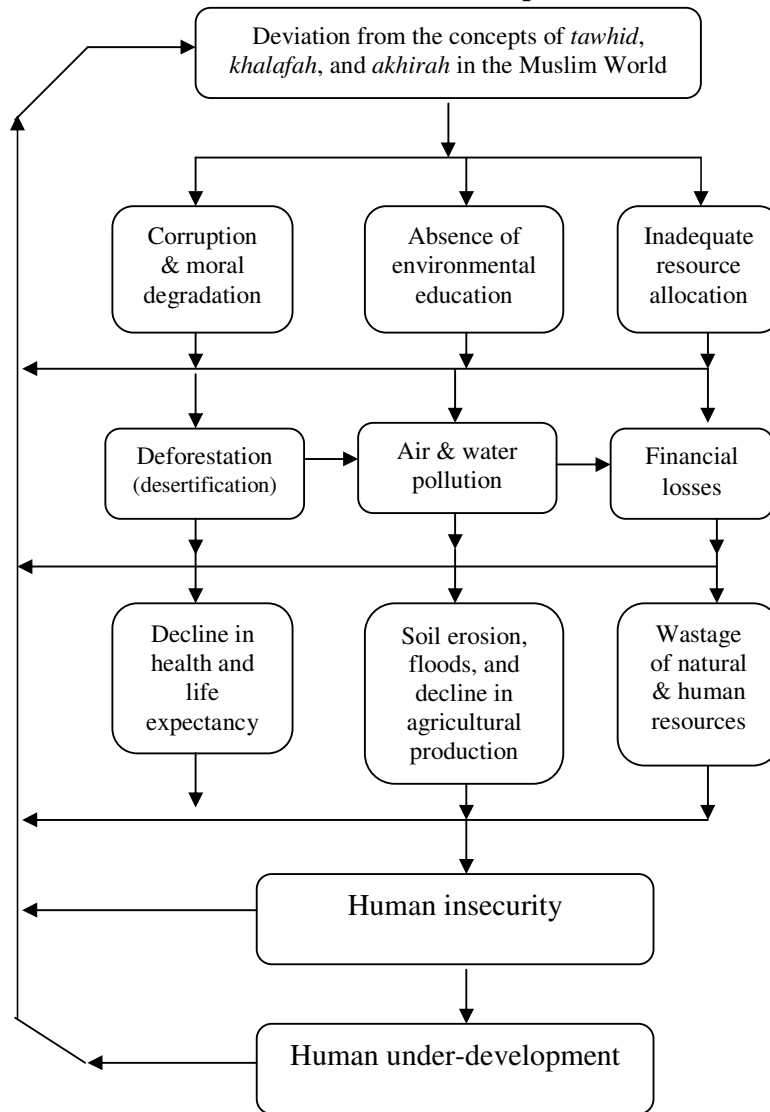 Deviation from the concepts of tawhid,
khalafah, and akhirah in the Muslim World
Corruption
& moral
degradation
Absence of
environmental
education
Inadequate
resource
allocation
Deforestation
(desertification)
Air & water
pollution
Financial
losses
Decline in
health and
life
expectancy
Soil erosion,
floods, and
decline in
agricultural
production
Wastage
of natural
& human
resources
Human insecurity
Human under-development